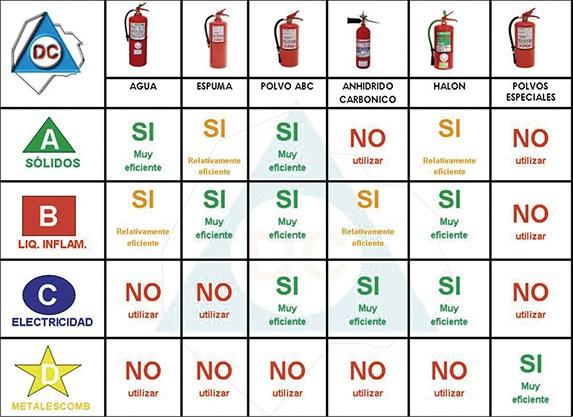 DC
AGUA ESPUMA POLVO ABC ANHIDRIDO CARBONICO HALON POLVOS ESPECIALES
A SÓLIDOS
SI Muy eficiente
SI Relativamente eficiente
SI Muy eficiente
NO utilizar
SI Relativamente eficiente
NO utilizar
B LIQ. INFLAM.
SI Relativamente eficiente
SI Muy eficiente
SI Muy eficiente
SI Relativamente eficiente
SI Muy eficiente
NO utilizar
C ELECTRICIDAD
NO utilizar
NO utilizar
SI Muy eficiente
SI Muy eficiente
SI Muy eficiente
NO utilizar
D METALESCOMB
NO utilizar
NO utilizar
NO utilizar
NO utilizar
NO utilizar
SI Muy eficiente
DC